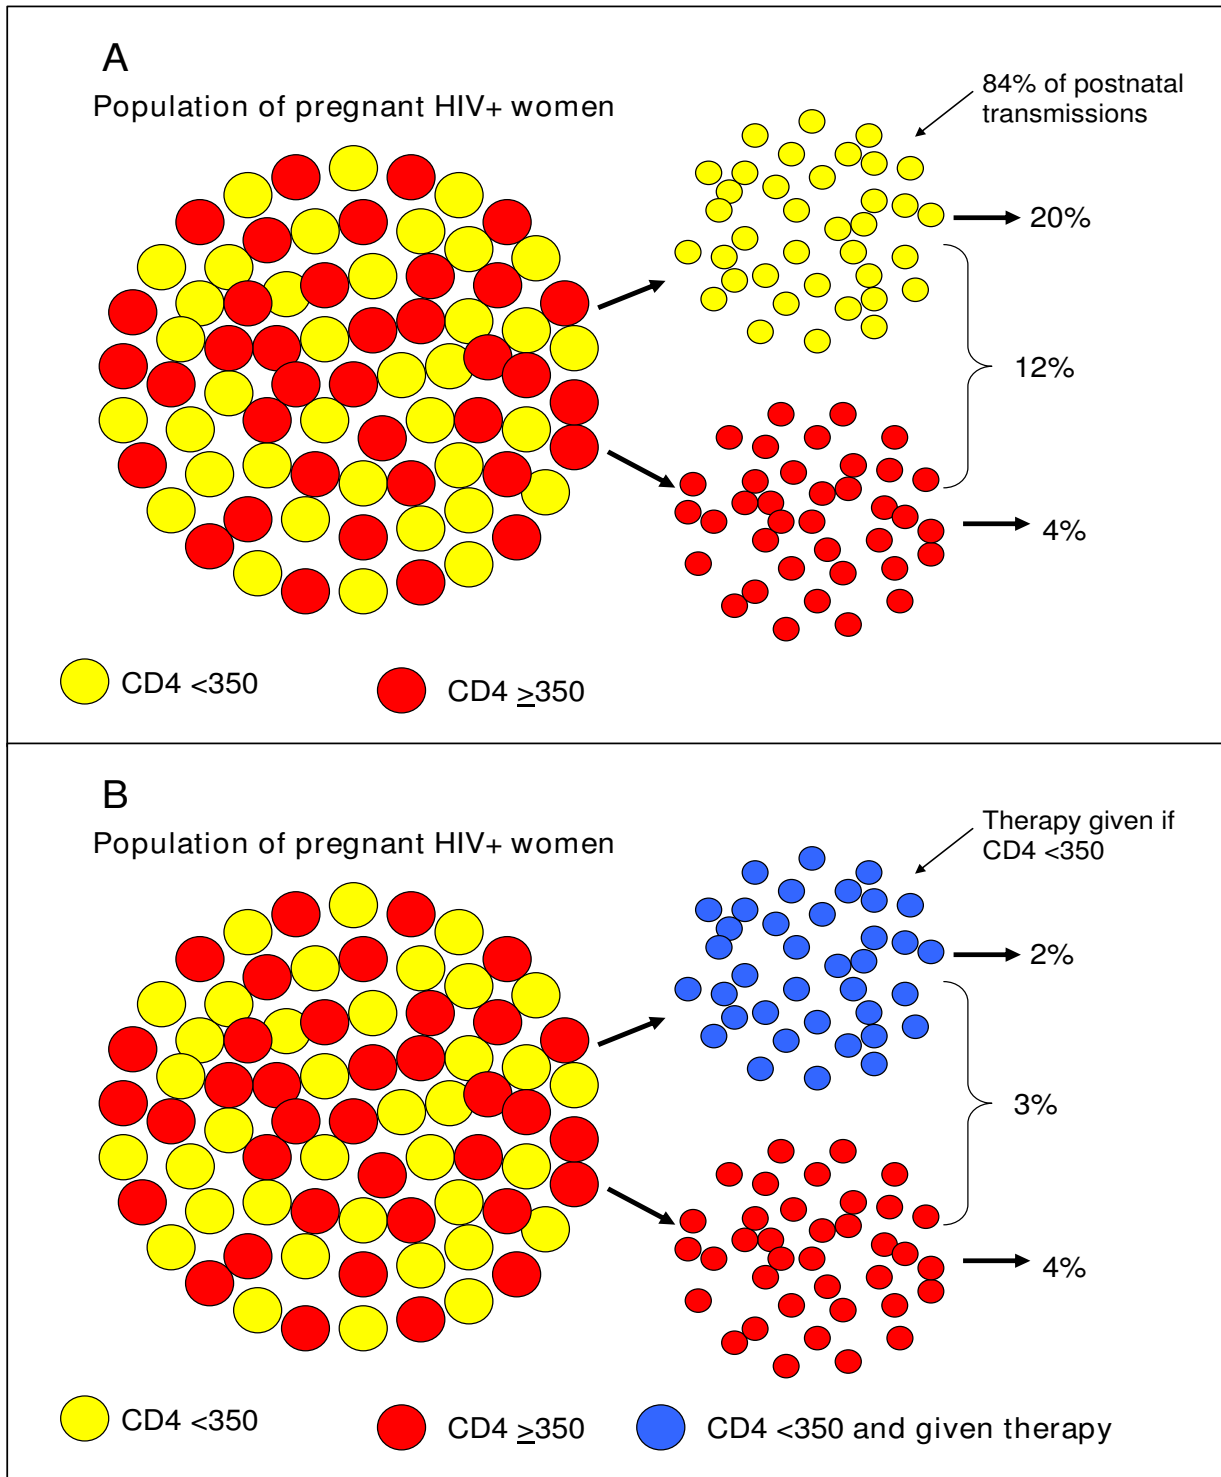 A
Population of pregnant HIV+ women
84% of postnatal
transmissions
20%
12%
4%
CD4 <350
CD4 ≥350
B
Population of pregnant HIV+ women
Therapy given if
CD4 <350
2%
3%
4%
CD4 <350
CD4 ≥350
CD4 <350 and given therapy